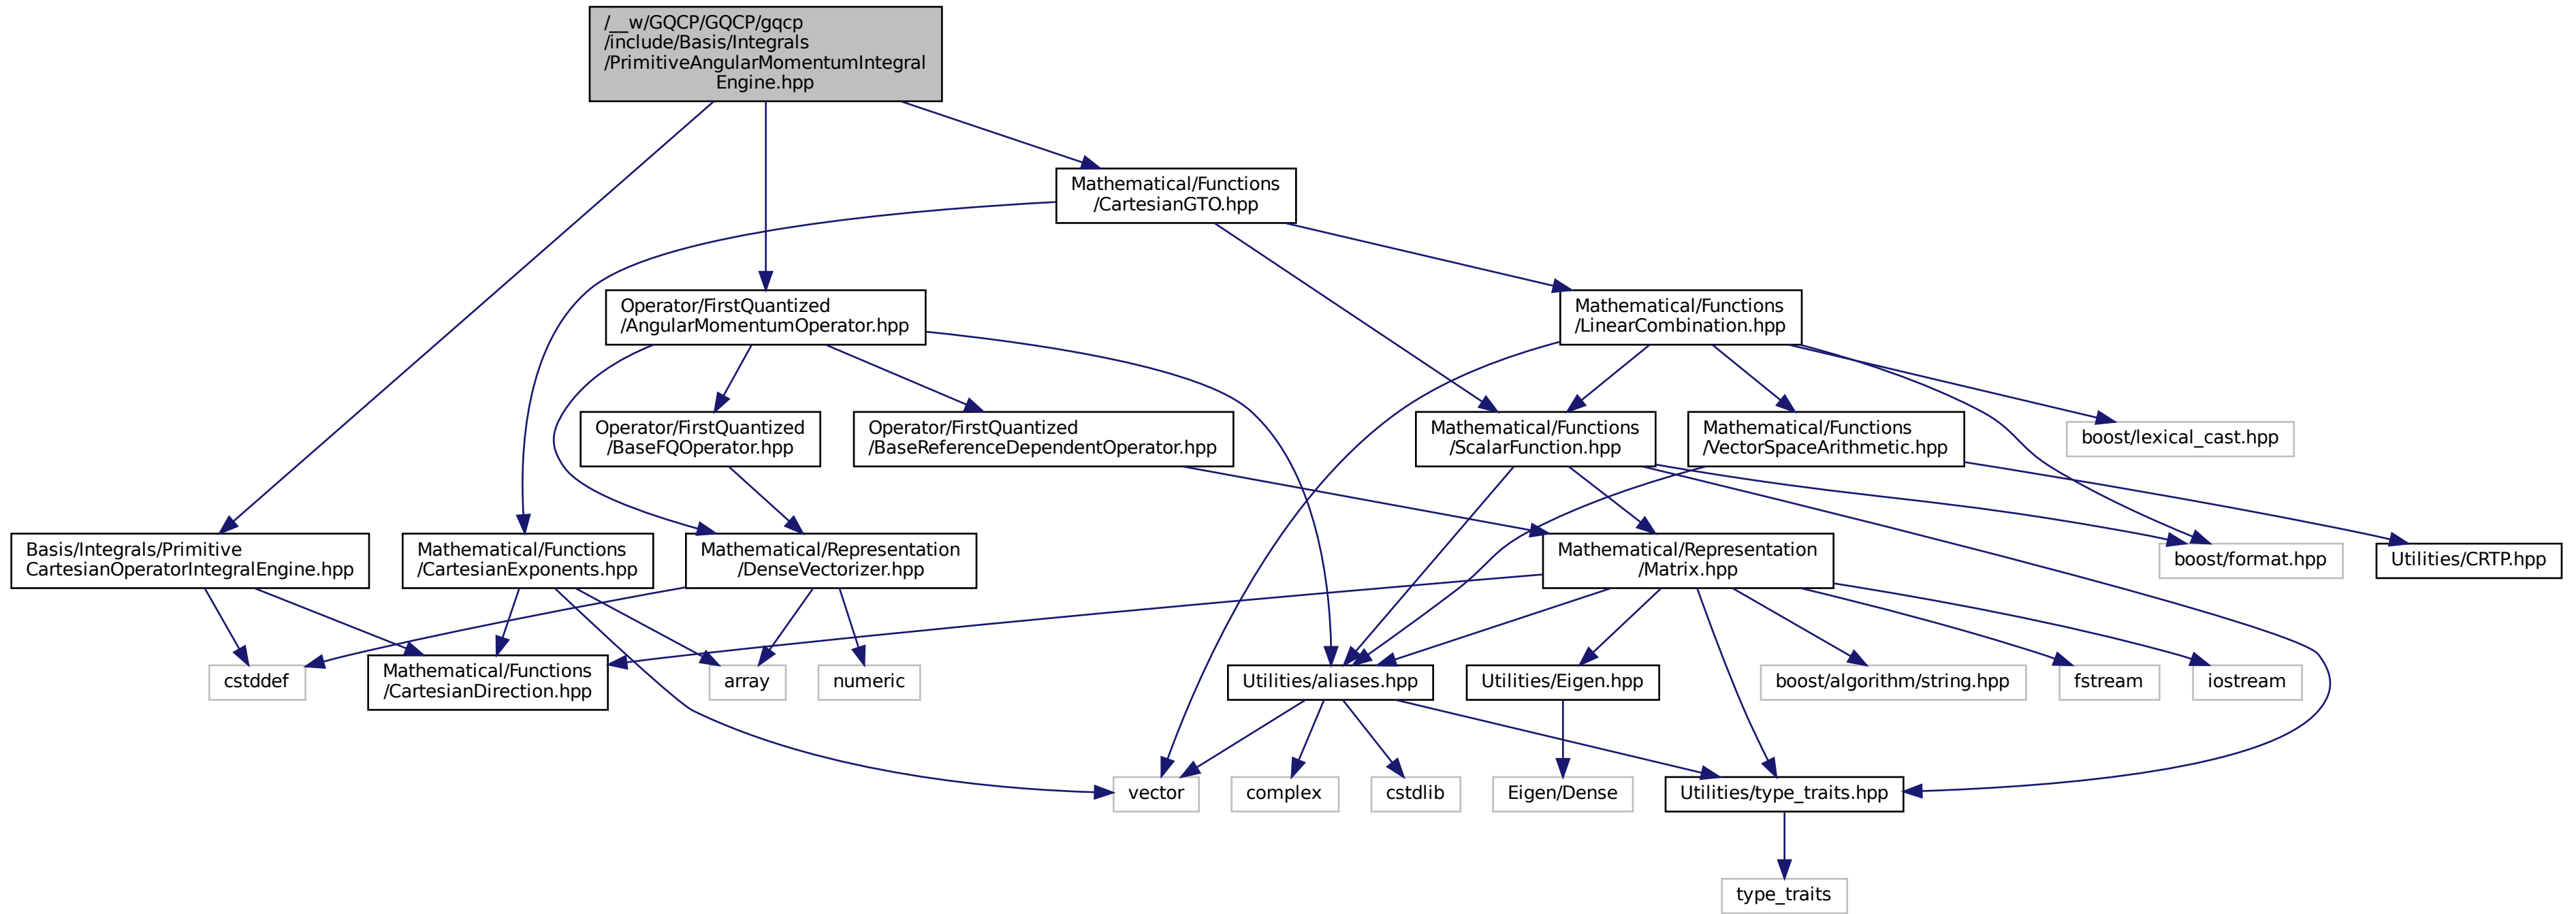 /__w/GQCP/GQCP/gqcp
/include/Basis/Integrals
/PrimitiveAngularMomentumIntegral
Engine.hpp
Mathematical/Functions
/CartesianGTO.hpp
Operator/FirstQuantized
/AngularMomentumOperator.hpp
Mathematical/Functions
/LinearCombination.hpp
Operator/FirstQuantized
/BaseFQOperator.hpp
Operator/FirstQuantized
/BaseReferenceDependentOperator.hpp
Mathematical/Functions
/ScalarFunction.hpp
Mathematical/Functions
/VectorSpaceArithmetic.hpp
boost/lexical_cast.hpp
Basis/Integrals/Primitive
CartesianOperatorIntegralEngine.hpp
Mathematical/Functions
/CartesianExponents.hpp
Mathematical/Representation
/DenseVectorizer.hpp
Mathematical/Representation
/Matrix.hpp
boost/format.hpp
Utilities/CRTP.hpp
cstddef
Mathematical/Functions
/CartesianDirection.hpp
array
numeric
Utilities/aliases.hpp
Utilities/Eigen.hpp
boost/algorithm/string.hpp
fstream
iostream
vector
complex
cstdlib
Eigen/Dense
Utilities/type_traits.hpp
type_traits